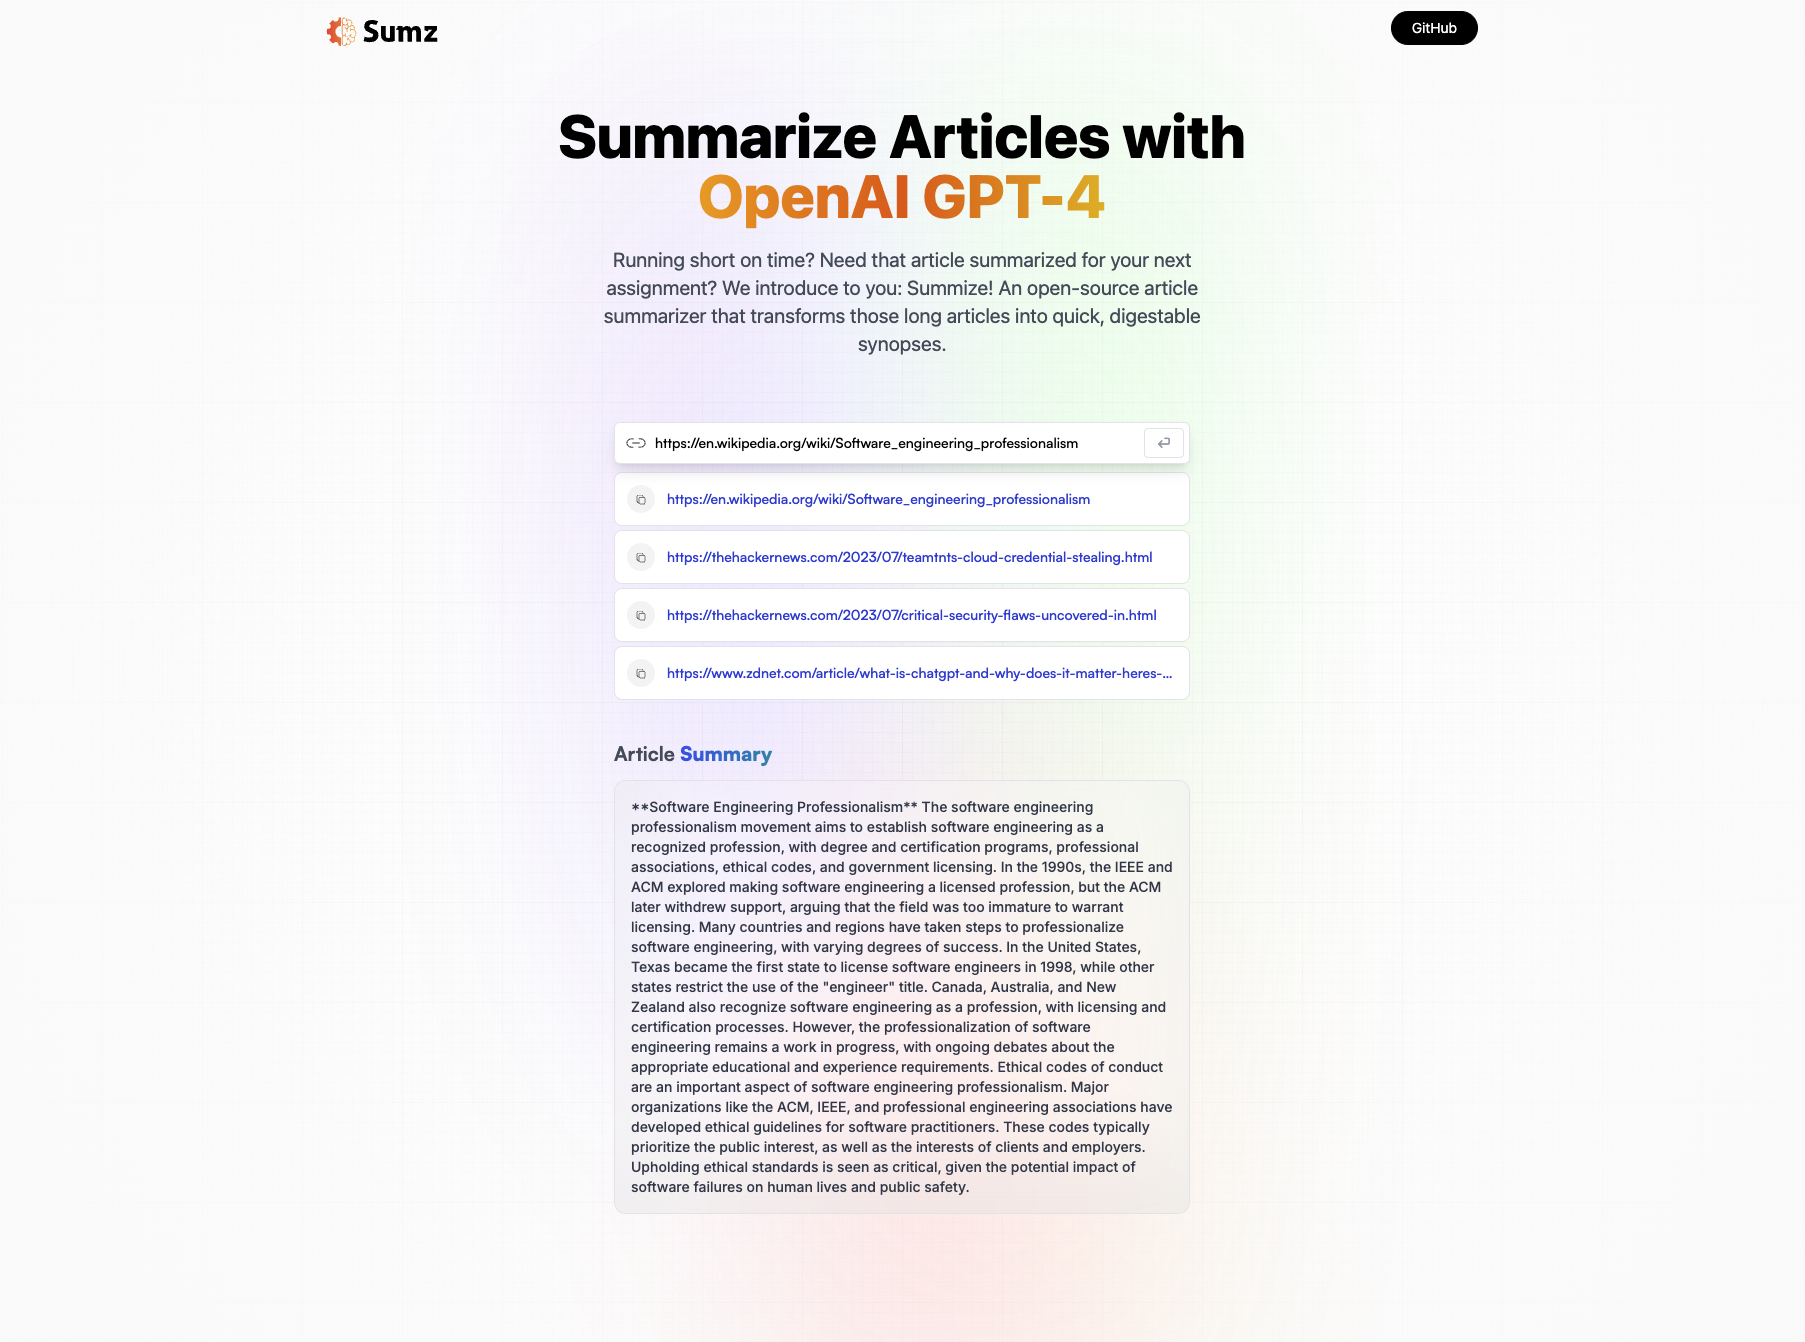 Sumz
GitHub
Summarize Articles with
OpenAI GPT-4
Running short on time? Need that article summarized for your next
assignment? We introduce to you: Summize! An open-source article
summarizer that transforms those long articles into quick, digestable
synopses.
https://en.wikipedia.org/wiki/Software_engineering_professionalism
https://en.wikipedia.org/wiki/Software_engineering_professionalism
https://thehackernews.com/2023/07/teamtnts-cloud-credential-stealing.html
https://thehackernews.com/2023/07/critical-security-flaws-uncovered-in.html
https://www.zdnet.com/article/what-is-chatgpt-and-why-does-it-matter-heres-...
Article Summary
**Software Engineering Professionalism** The software engineering
professionalism movement aims to establish software engineering as a
recognized profession, with degree and certification programs, professional
associations, ethical codes, and government licensing. In the 1990s, the IEEE and
ACM explored making software engineering a licensed profession, but the ACM
later withdrew support, arguing that the field was too immature to warrant
licensing. Many countries and regions have taken steps to professionalize
software engineering, with varying degrees of success. In the United States,
Texas became the first state to license software engineers in 1998, while other
states restrict the use of the "engineer" title. Canada, Australia, and New
Zealand also recognize software engineering as a profession, with licensing and
certification processes. However, the professionalization of software
engineering remains a work in progress, with ongoing debates about the
appropriate educational and experience requirements. Ethical codes of conduct
are an important aspect of software engineering professionalism. Major
organizations like the ACM, IEEE, and professional engineering associations have
developed ethical guidelines for software practitioners. These codes typically
prioritize the public interest, as well as the interests of clients and employers.
Upholding ethical standards is seen as critical, given the potential impact of
software failures on human lives and public safety.